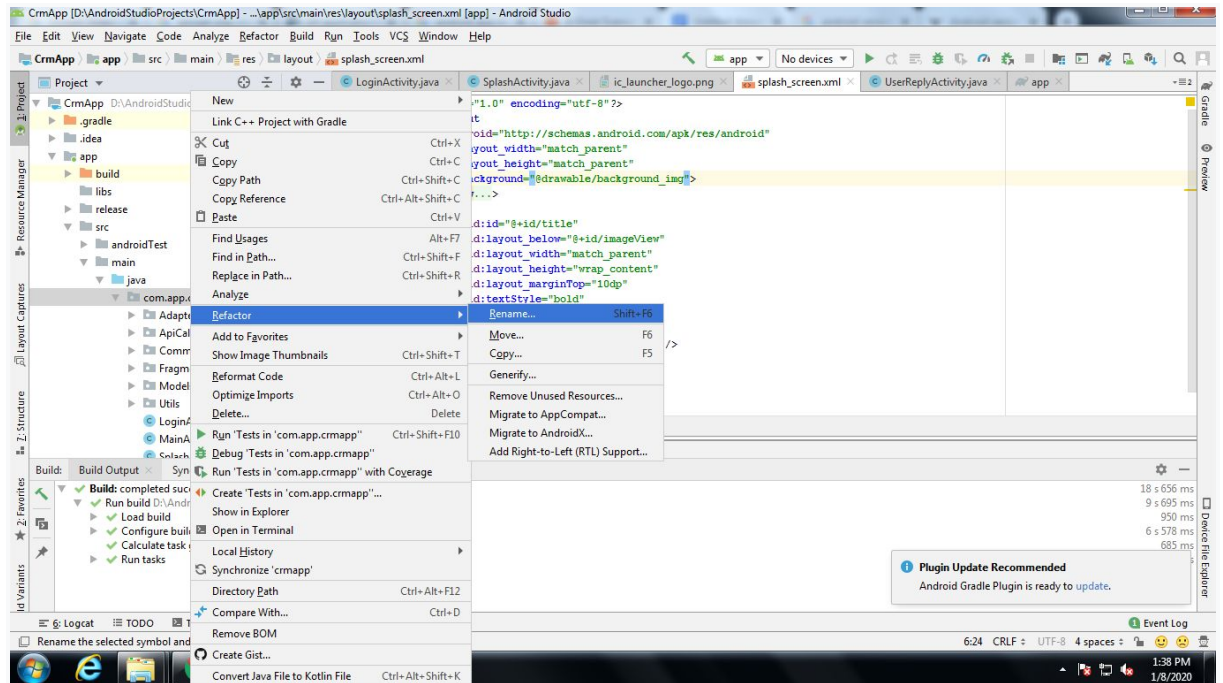 CrmApp [D:\AndroidStudioProjects\CrmApp] - ...\app\src\main\res\layout\splash_screen.xml [app] - Android Studio
File Edit View Navigate Code Analyze Refactor Build Run Tools VCS Window Help
CrmApp app src main res layout splash_screen.xml app No devices
Project LoginActivity.java SplashActivity.java ic_launcher_logo.png splash_screen.xml UserReplyActivity.java app
1: Project
Resource Manager
Layout Captures
Z: Structure
2: Favorites
ld Variants
CrmApp D:\AndroidStudio
.gradle
.idea
app
build
libs
release
src
androidTest
main
java
com.app.c
Adapte
ApiCal
Comm
Fragm
Model
Utils
LoginA
MainA
Splash
New
Link C++ Project with Gradle
Cut Ctrl+X
Copy Ctrl+C
Copy Path Ctrl+Shift+C
Copy Reference Ctrl+Alt+Shift+C
Paste Ctrl+V
Find Usages Alt+F7
Find in Path... Ctrl+Shift+F
Replace in Path... Ctrl+Shift+R
Analyze
Refactor
Add to Favorites
Show Image Thumbnails Ctrl+Shift+T
Reformat Code Ctrl+Alt+L
Optimize Imports Ctrl+Alt+O
Delete... Delete
Run 'Tests in 'com.app.crmapp'' Ctrl+Shift+F10
Debug 'Tests in 'com.app.crmapp''
Run 'Tests in 'com.app.crmapp'' with Coverage
Create 'Tests in 'com.app.crmapp''...
Show in Explorer
Open in Terminal
Local History
Synchronize 'crmapp'
Directory Path Ctrl+Alt+F12
Compare With... Ctrl+D
Remove BOM
Create Gist...
Convert Java File to Kotlin File Ctrl+Alt+Shift+K
Rename... Shift+F6
Move... F6
Copy... F5
Generify...
Remove Unused Resources...
Migrate to AppCompat...
Migrate to AndroidX...
Add Right-to-Left (RTL) Support...
"1.0" encoding="utf-8"?>
ut
roid="http://schemas.android.com/apk/res/android"
ayout_width="match_parent"
ayout_height="match_parent"
ackground="@drawable/background_img">
...>
d:id="@+id/title"
d:layout_below="@+id/imageView"
d:layout_width="match_parent"
d:layout_height="wrap_content"
d:layout_marginTop="10dp"
d:textStyle="bold"
/>
Gradle
Preview
Device File Explorer
Build: Build Output Syn
Build: completed succ 18 s 656 ms
Run build D:\Andr 9 s 695 ms
Load build 950 ms
Configure buil 6 s 578 ms
Calculate task 685 ms
Run tasks
Plugin Update Recommended
Android Gradle Plugin is ready to update.
6: Logcat TODO T Event Log
Rename the selected symbol and 6:24 CRLF UTF-8 4 spaces
1:38 PM
1/8/2020